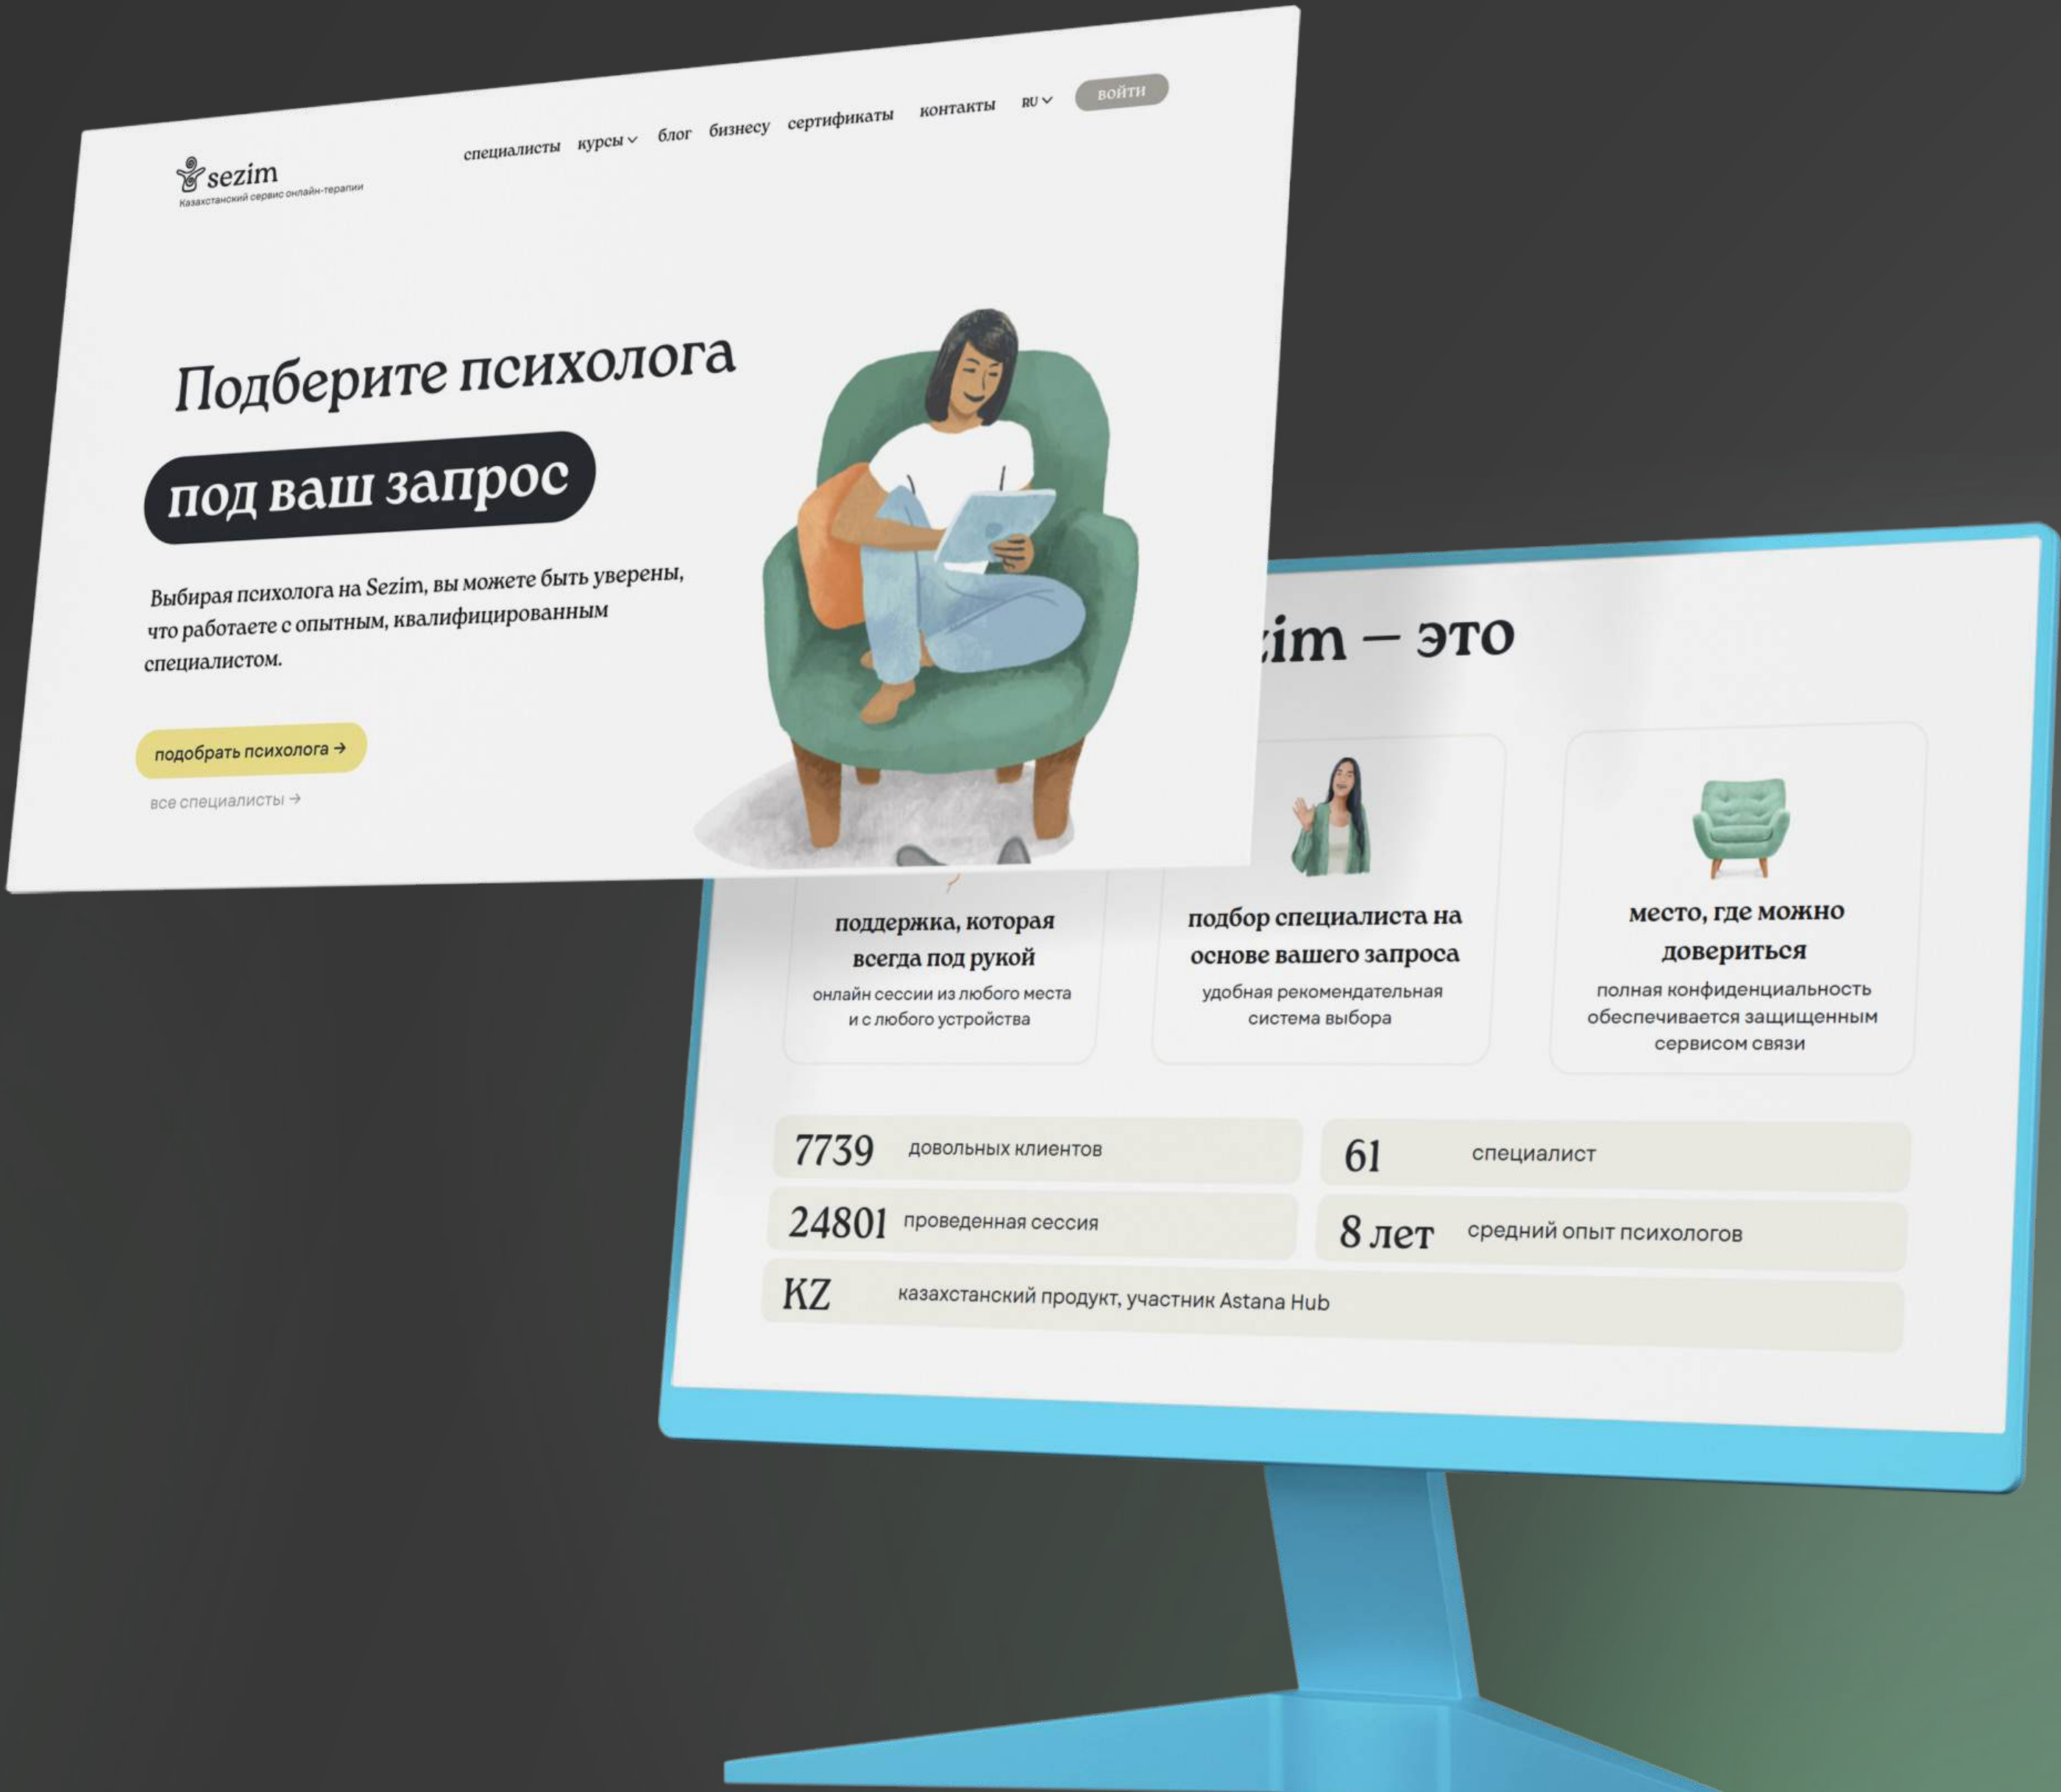 sezim
Казахстанский сервис онлайн-терапии
специалисты курсы блог бизнесу сертификаты контакты RU войти
Подберите психолога
под ваш запрос
Выбирая психолога на Sezim, вы можете быть уверены,
что работаете с опытным, квалифицированным
специалистом.
подобрать психолога →
все специалисты →
zim – это
поддержка, которая
всегда под рукой
онлайн сессии из любого места
и с любого устройства
подбор специалиста на
основе вашего запроса
удобная рекомендательная
система выбора
место, где можно
довериться
полная конфиденциальность
обеспечивается защищенным
сервисом связи
7739 довольных клиентов
61 специалист
24801 проведенная сессия
8 лет средний опыт психологов
KZ казахстанский продукт, участник Astana Hub